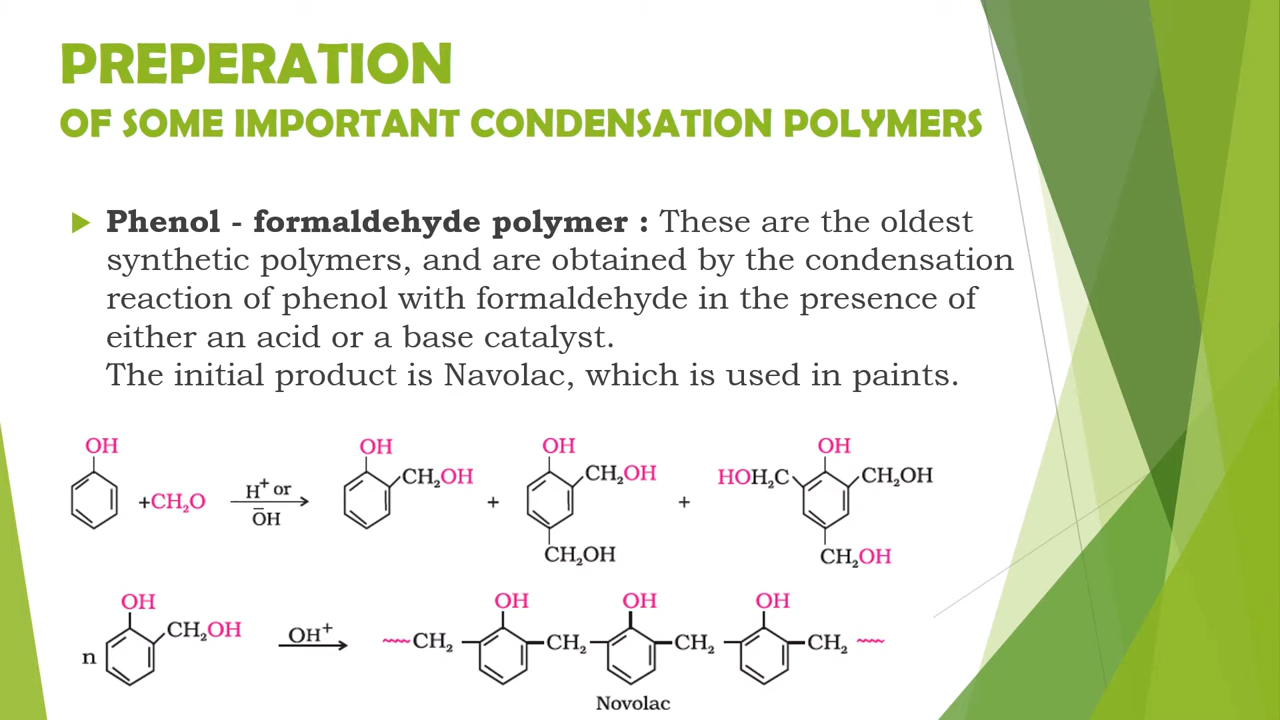 PREPERATION
OF SOME IMPORTANT CONDENSATION POLYMERS
Phenol - formaldehyde polymer : These are the oldest
synthetic polymers, and are obtained by the condensation
reaction of phenol with formaldehyde in the presence of
either an acid or a base catalyst.
The initial product is Navolac, which is used in paints.
OH OH OH OH
+CH₂O H⁺ or O̅H CH₂OH + CH₂OH + HOH₂C CH₂OH
CH₂OH CH₂OH
OH OH OH OH
n CH₂OH OH⁺ CH₂ CH₂ CH₂ CH₂
Novolac